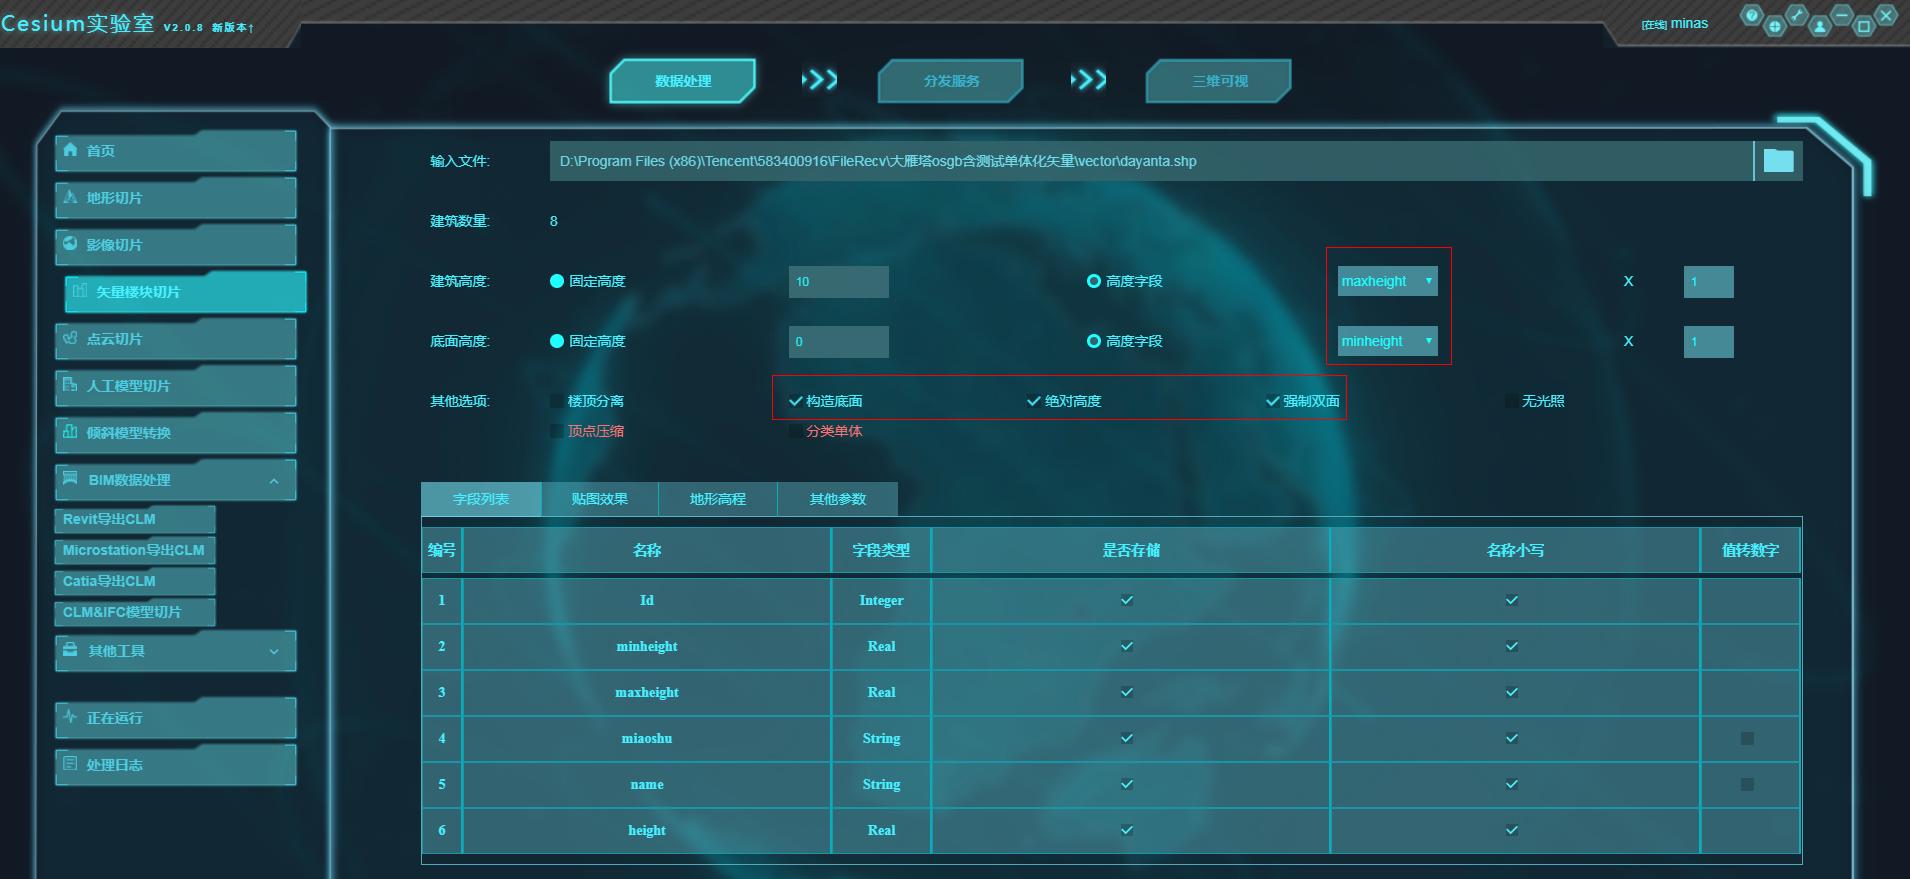 Cesium实验室 V2.0.8 新版本↑
[在线] minas
数据处理
分发服务
三维可视
首页
地形切片
影像切片
矢量楼块切片
点云切片
人工模型切片
倾斜模型转换
BIM数据处理
Revit导出CLM
Microstation导出CLM
Catia导出CLM
CLM&IFC模型切片
其他工具
正在运行
处理日志
输入文件: D:\Program Files (x86)\Tencent\583400916\FileRecv\大雁塔osgb含测试单体化矢量\vector\dayanta.shp
建筑数量: 8
建筑高度: 固定高度 10 高度字段 maxheight X 1
底面高度: 固定高度 0 高度字段 minheight X 1
其他选项: 楼顶分离 构造底面 绝对高度 强制双面 无光照
顶点压缩 分类单体
字段列表 贴图效果 地形高程 其他参数
编号 名称 字段类型 是否存储 名称小写 值转数字
1 Id Integer
2 minheight Real
3 maxheight Real
4 miaoshu String
5 name String
6 height Real